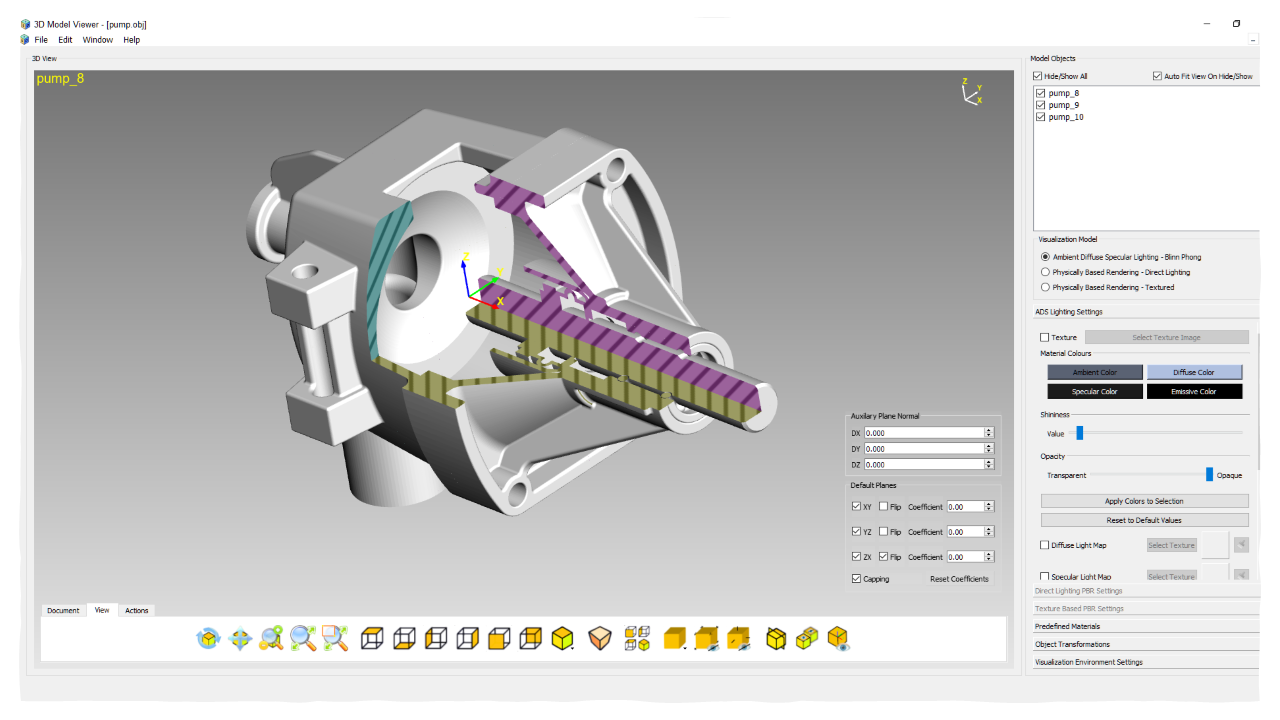 3D Model Viewer - [pump.obj]
File Edit Window Help
3D View
pump_8
Z
Y
X
Z
Y
X
Auxilary Plane Normal
DX 0.000
DY 0.000
DZ 0.000
Default Planes
XY Flip Coefficient 0.00
YZ Flip Coefficient 0.00
ZX Flip Coefficient 0.00
Capping Reset Coefficients
Document View Actions
Model Objects
Hide/Show All Auto Fit View On Hide/Show
pump_8
pump_9
pump_10
Visualization Model
Ambient Diffuse Specular Lighting - Blinn Phong
Physically Based Rendering - Direct Lighting
Physically Based Rendering - Textured
ADS Lighting Settings
Texture Select Texture Image
Material Colours
Ambient Color Diffuse Color
Specular Color Emissive Color
Shininess
Value
Opacity
Transparent Opaque
Apply Colors to Selection
Reset to Default Values
Diffuse Light Map Select Texture
Specular Light Map Select Texture
Direct Lighting PBR Settings
Texture Based PBR Settings
Predefined Materials
Object Transformations
Visualization Environment Settings